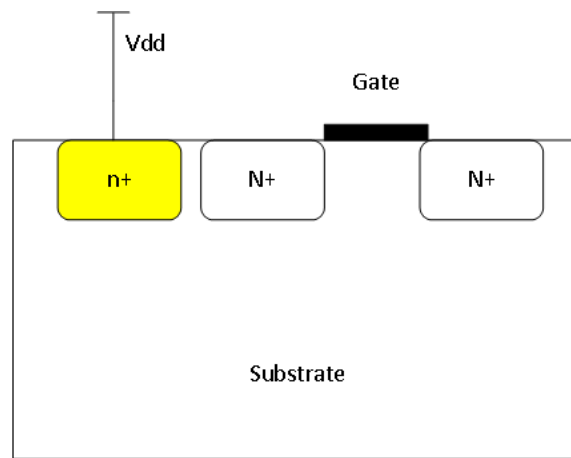 Vdd
Gate
n+
N+
N+
Substrate